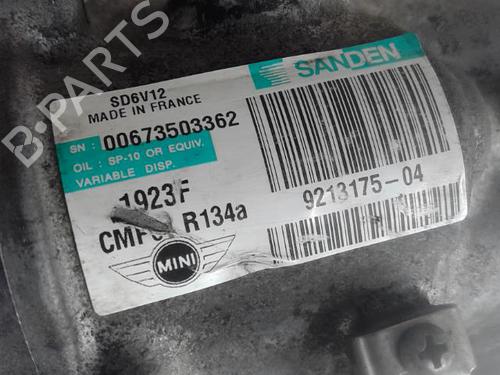 B-PARTS
SANDEN
SD6V12
MADE IN FRANCE
SN : 00673503362
OIL : SP-10 OR EQUIV.
VARIABLE DISP.
1923F
R134a
9213175-04
MINI